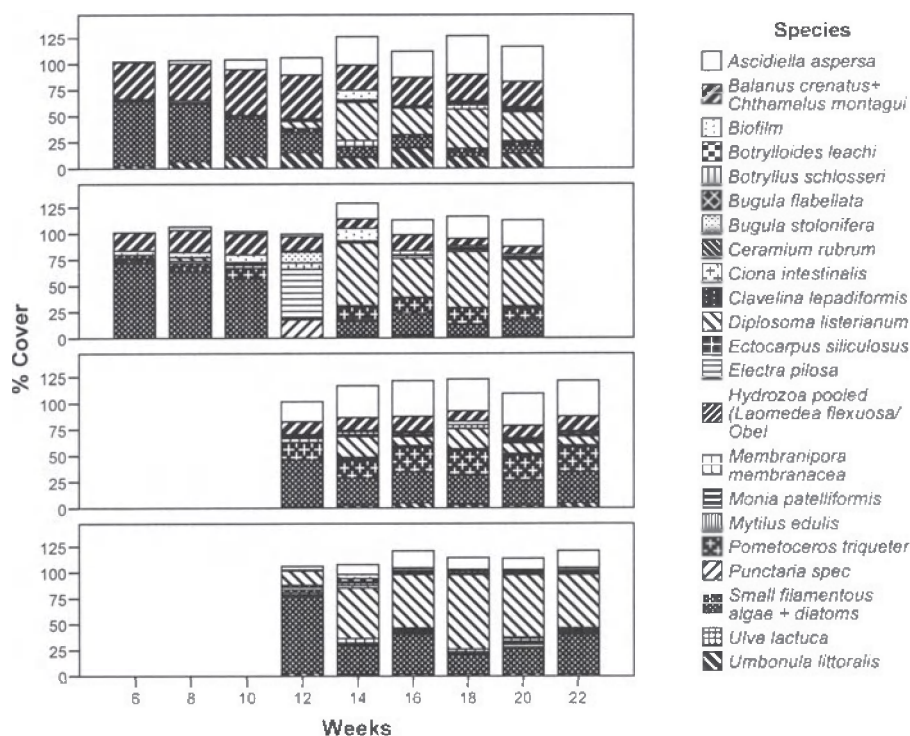 % Cover
125
100
75
50
25
0
125
100
75
50
25
0
125
100
75
50
25
0
125
100
75
50
25
0
6 8 10 12 14 16 18 20 22
Weeks
Species
Ascidiella aspersa
Balanus crenatus+
Chthamalus montagui
Biofilm
Botrylloides leachi
Botryllus schlosseri
Bugula flabellata
Bugula stolonifera
Ceramium rubrum
Ciona intestinalis
Clavelina lepadiformis
Diplosoma listerianum
Ectocarpus siliculosus
Electra pilosa
Hydrozoa pooled
(Laomedea flexuosa/
Obel
Membranipora
membranacea
Monia patelliformis
Mytilus edulis
Pomatoceros triqueter
Punctaria spec
Small filamentous
algae + diatoms
Ulva lactuca
Umbonula littoralis